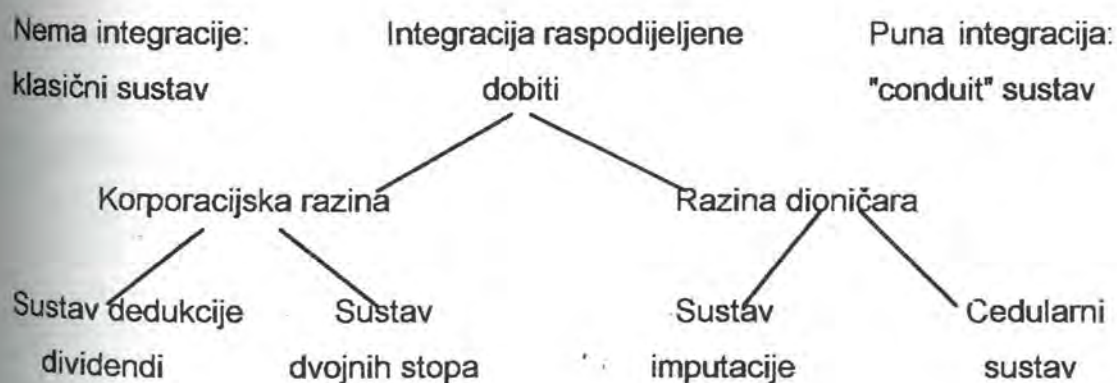 Nema integracije:
klasični sustav
Integracija raspodijeljene
dobiti
Puna integracija:
"conduit" sustav
Korporacijska razina
Razina dioničara
Sustav dedukcije
dividendi
Sustav
dvojnih stopa
Sustav
imputacije
Cedularni
sustav